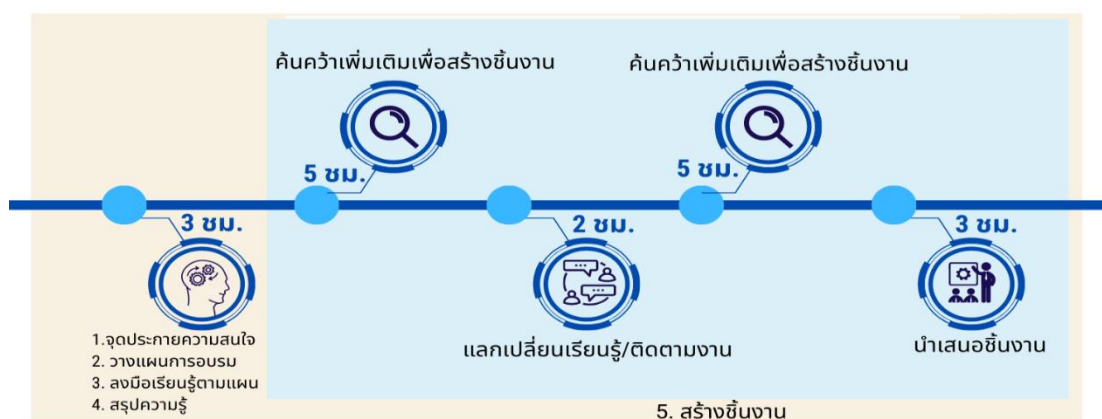 ค้นคว้าเพิ่มเติมเพื่อสร้างชิ้นงาน
ค้นคว้าเพิ่มเติมเพื่อสร้างชิ้นงาน
5 ชม.
5 ชม.
3 ชม.
2 ชม.
3 ชม.
1.จุดประกายความสนใจ
2. วางแผนการอบรม
3. ลงมือเรียนรู้ตามแผน
4. สรุปความรู้
แลกเปลี่ยนเรียนรู้/ติดตามงาน
นำเสนอชิ้นงาน
5. สร้างชิ้นงาน